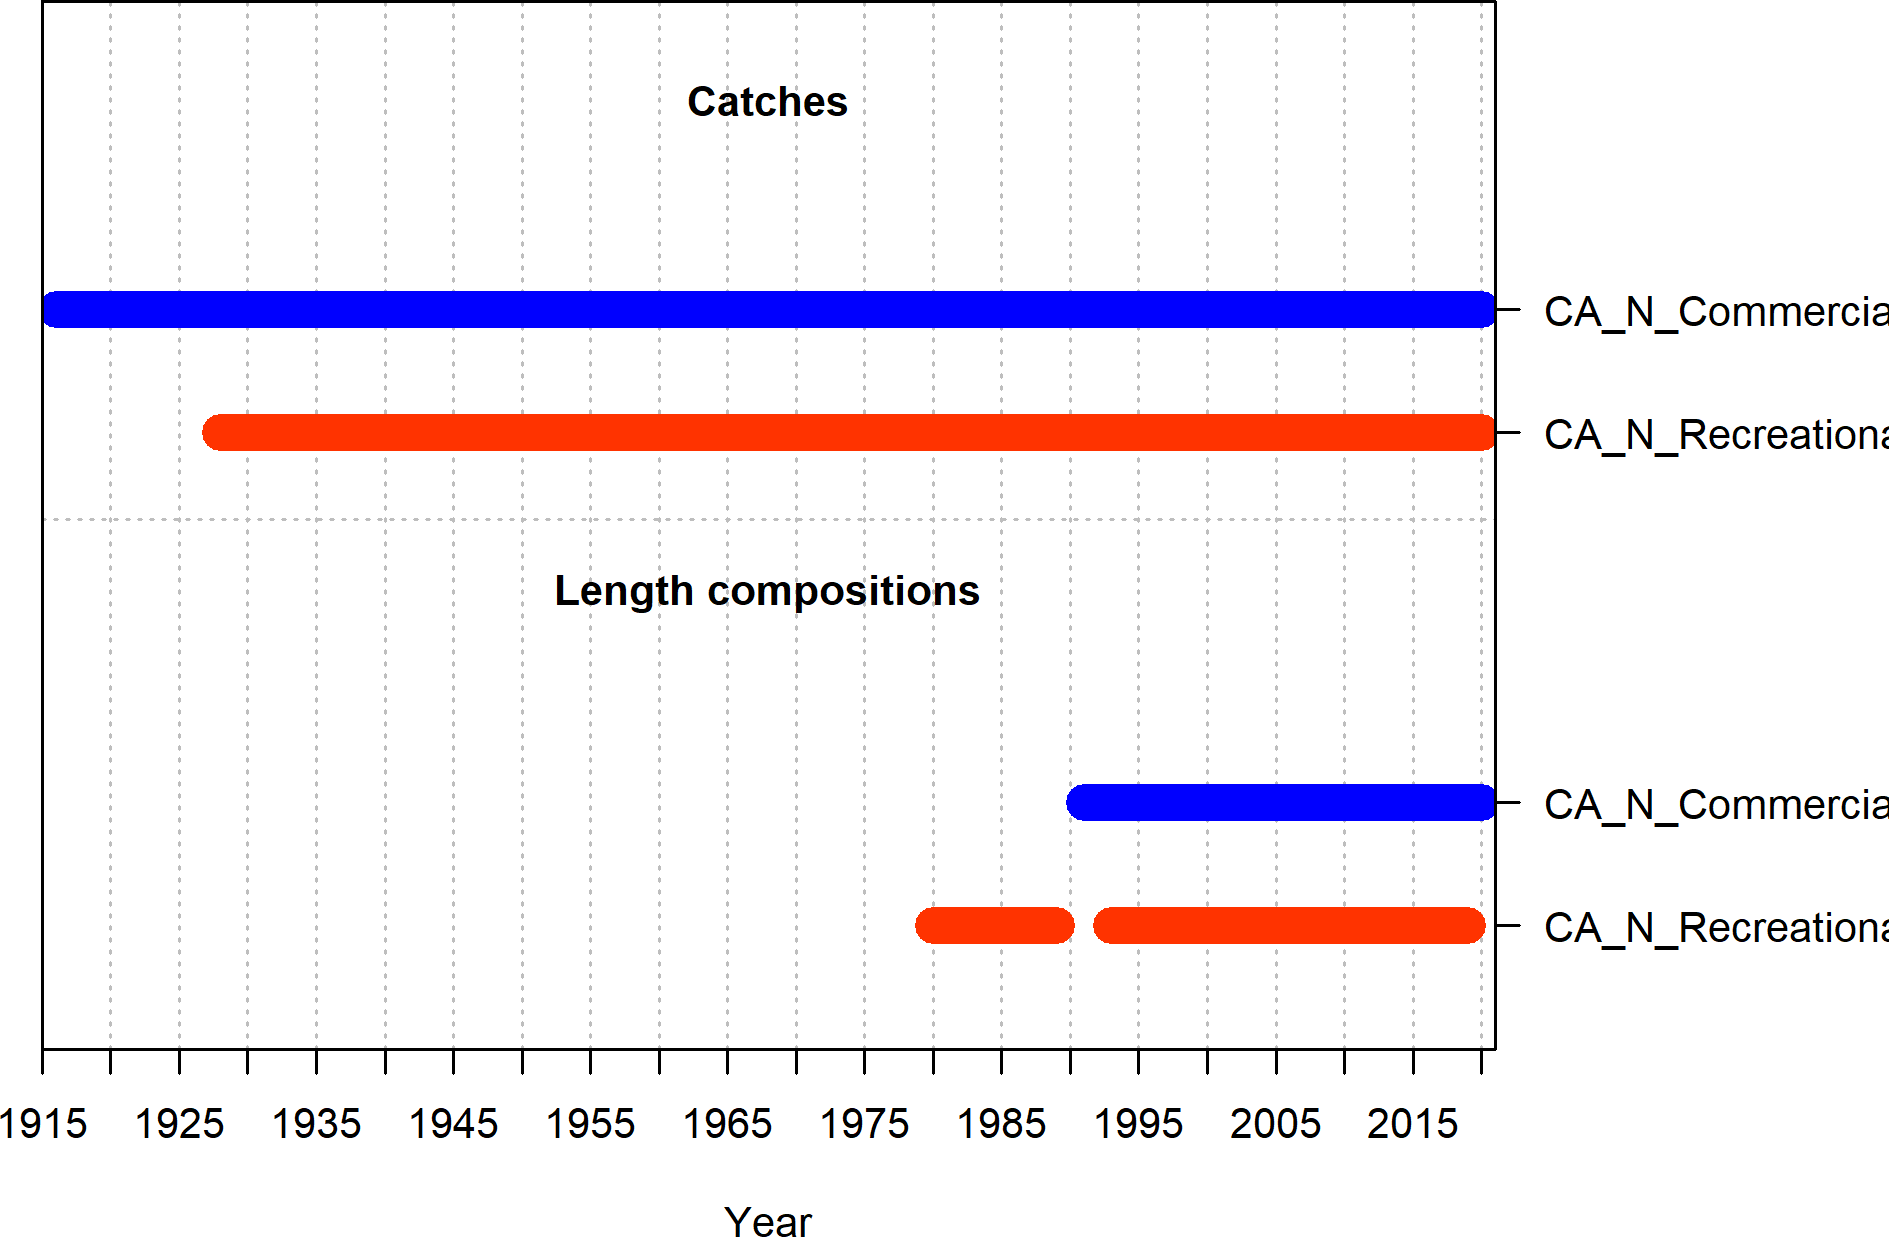 Catches
CA_N_Commercia
CA_N_Recreationa
Length compositions
CA_N_Commercia
CA_N_Recreationa
1915 1925 1935 1945 1955 1965 1975 1985 1995 2005 2015
Year